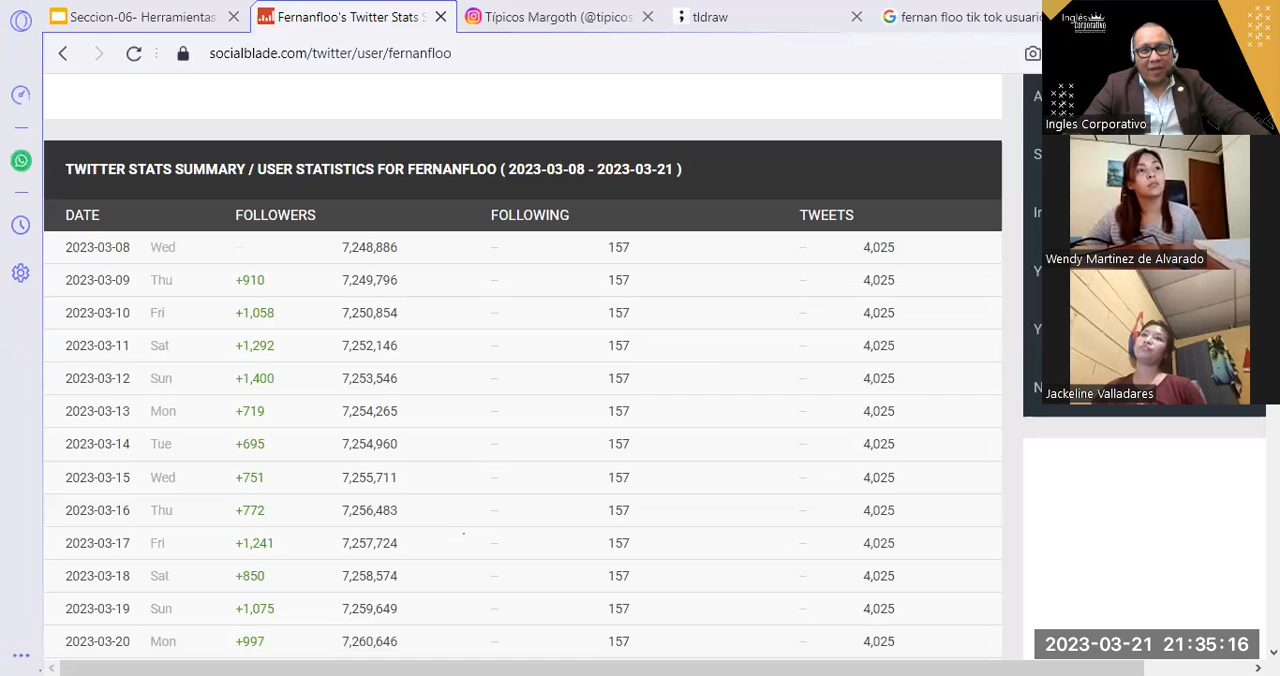 Seccion-06- Herramientas
Fernanfloo's Twitter Stats S
Típicos Margoth (@tipicos
tldraw
fernan floo tik tok usuario
socialblade.com/twitter/user/fernanfloo
Inglés
Corporativo
Ingles Corporativo
Wendy Martinez de Alvarado
Jackeline Valladares
TWITTER STATS SUMMARY / USER STATISTICS FOR FERNANFLOO ( 2023-03-08 - 2023-03-21 )
DATE FOLLOWERS FOLLOWING TWEETS
2023-03-08 Wed -- 7,248,886 -- 157 -- 4,025
2023-03-09 Thu +910 7,249,796 -- 157 -- 4,025
2023-03-10 Fri +1,058 7,250,854 -- 157 -- 4,025
2023-03-11 Sat +1,292 7,252,146 -- 157 -- 4,025
2023-03-12 Sun +1,400 7,253,546 -- 157 -- 4,025
2023-03-13 Mon +719 7,254,265 -- 157 -- 4,025
2023-03-14 Tue +695 7,254,960 -- 157 -- 4,025
2023-03-15 Wed +751 7,255,711 -- 157 -- 4,025
2023-03-16 Thu +772 7,256,483 -- 157 -- 4,025
2023-03-17 Fri +1,241 7,257,724 -- 157 -- 4,025
2023-03-18 Sat +850 7,258,574 -- 157 -- 4,025
2023-03-19 Sun +1,075 7,259,649 -- 157 -- 4,025
2023-03-20 Mon +997 7,260,646 -- 157 -- 4,025
2023-03-21 21:35:16